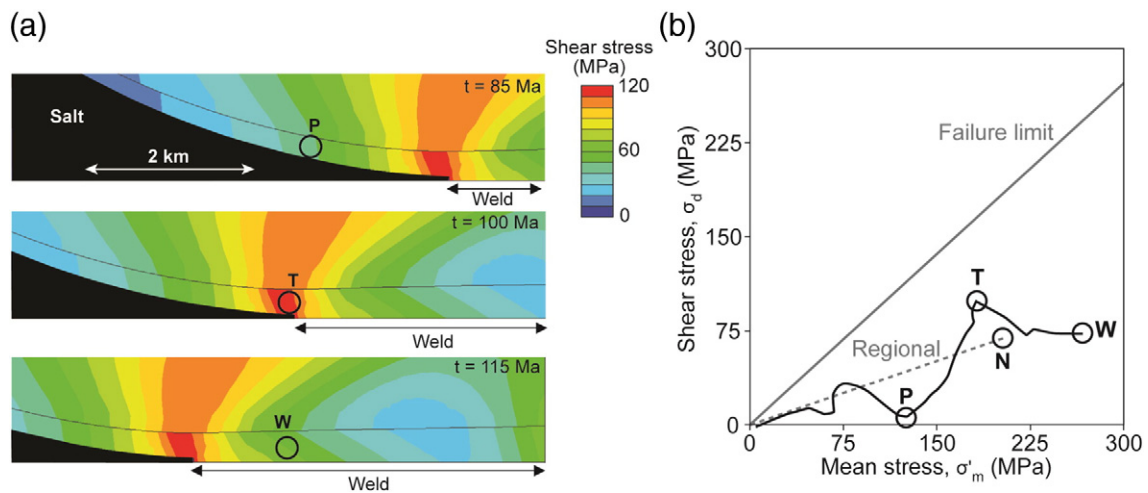 (a)
Shear stress
(MPa)
120
60
0
t = 85 Ma
Salt
P
2 km
Weld
t = 100 Ma
T
Weld
t = 115 Ma
W
Weld
(b)
300
225
150
75
0
Shear stress, σd (MPa)
Failure limit
Regional
T
W
N
P
0
75
150
225
300
Mean stress, σ'm (MPa)